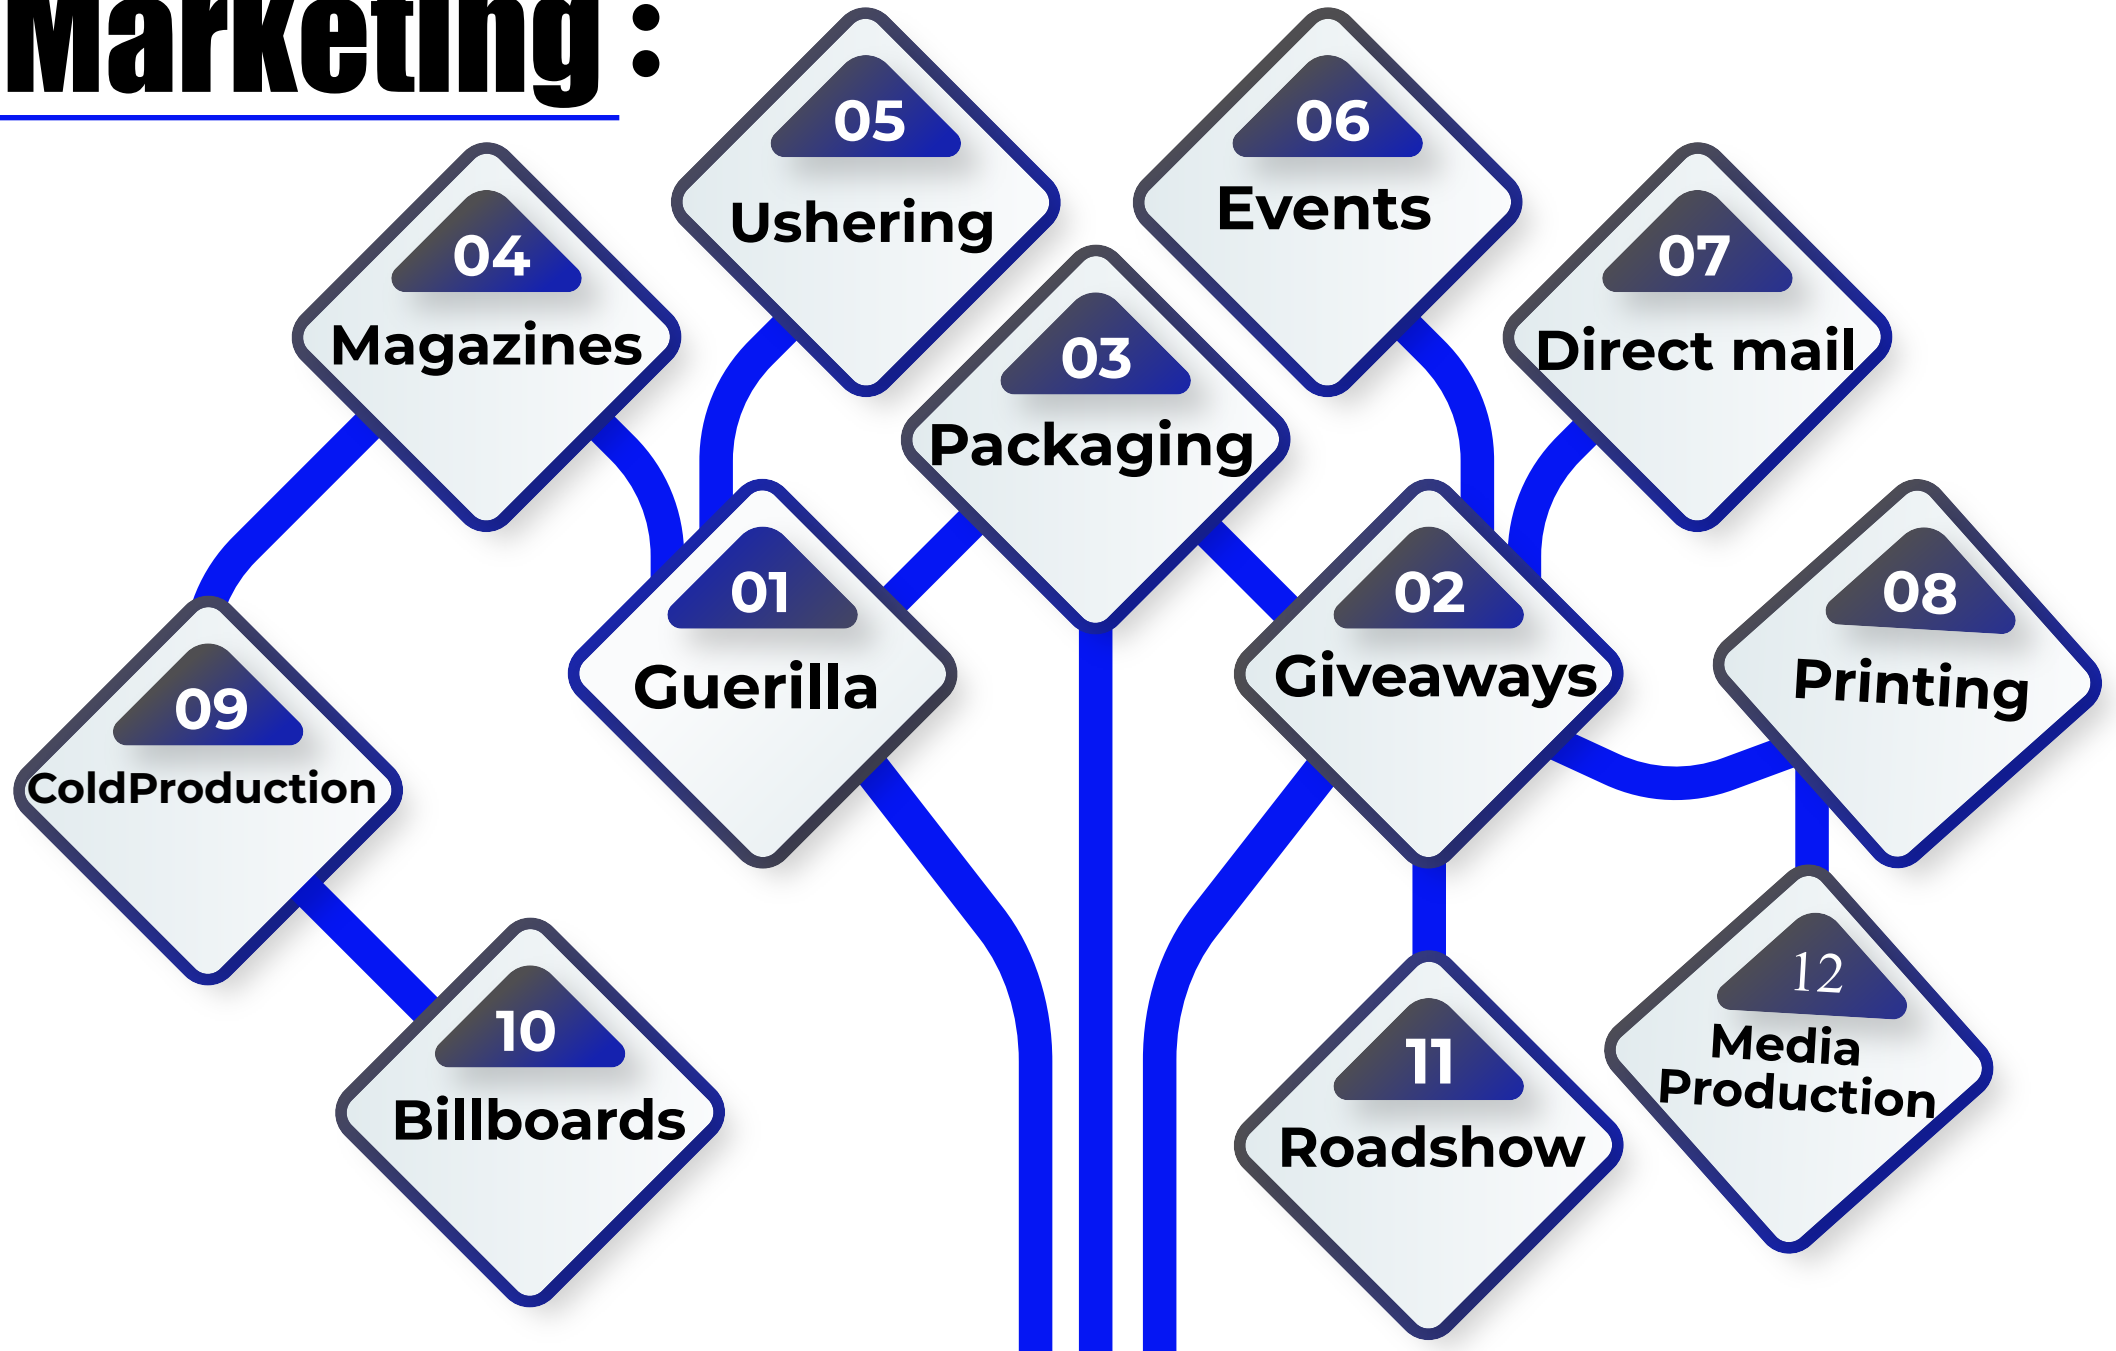 Marketing :
05
Ushering
06
Events
04
Magazines
07
Direct mail
03
Packaging
01
Guerilla
02
Giveaways
08
Printing
09
ColdProduction
10
Billboards
11
Roadshow
12
Media
Production